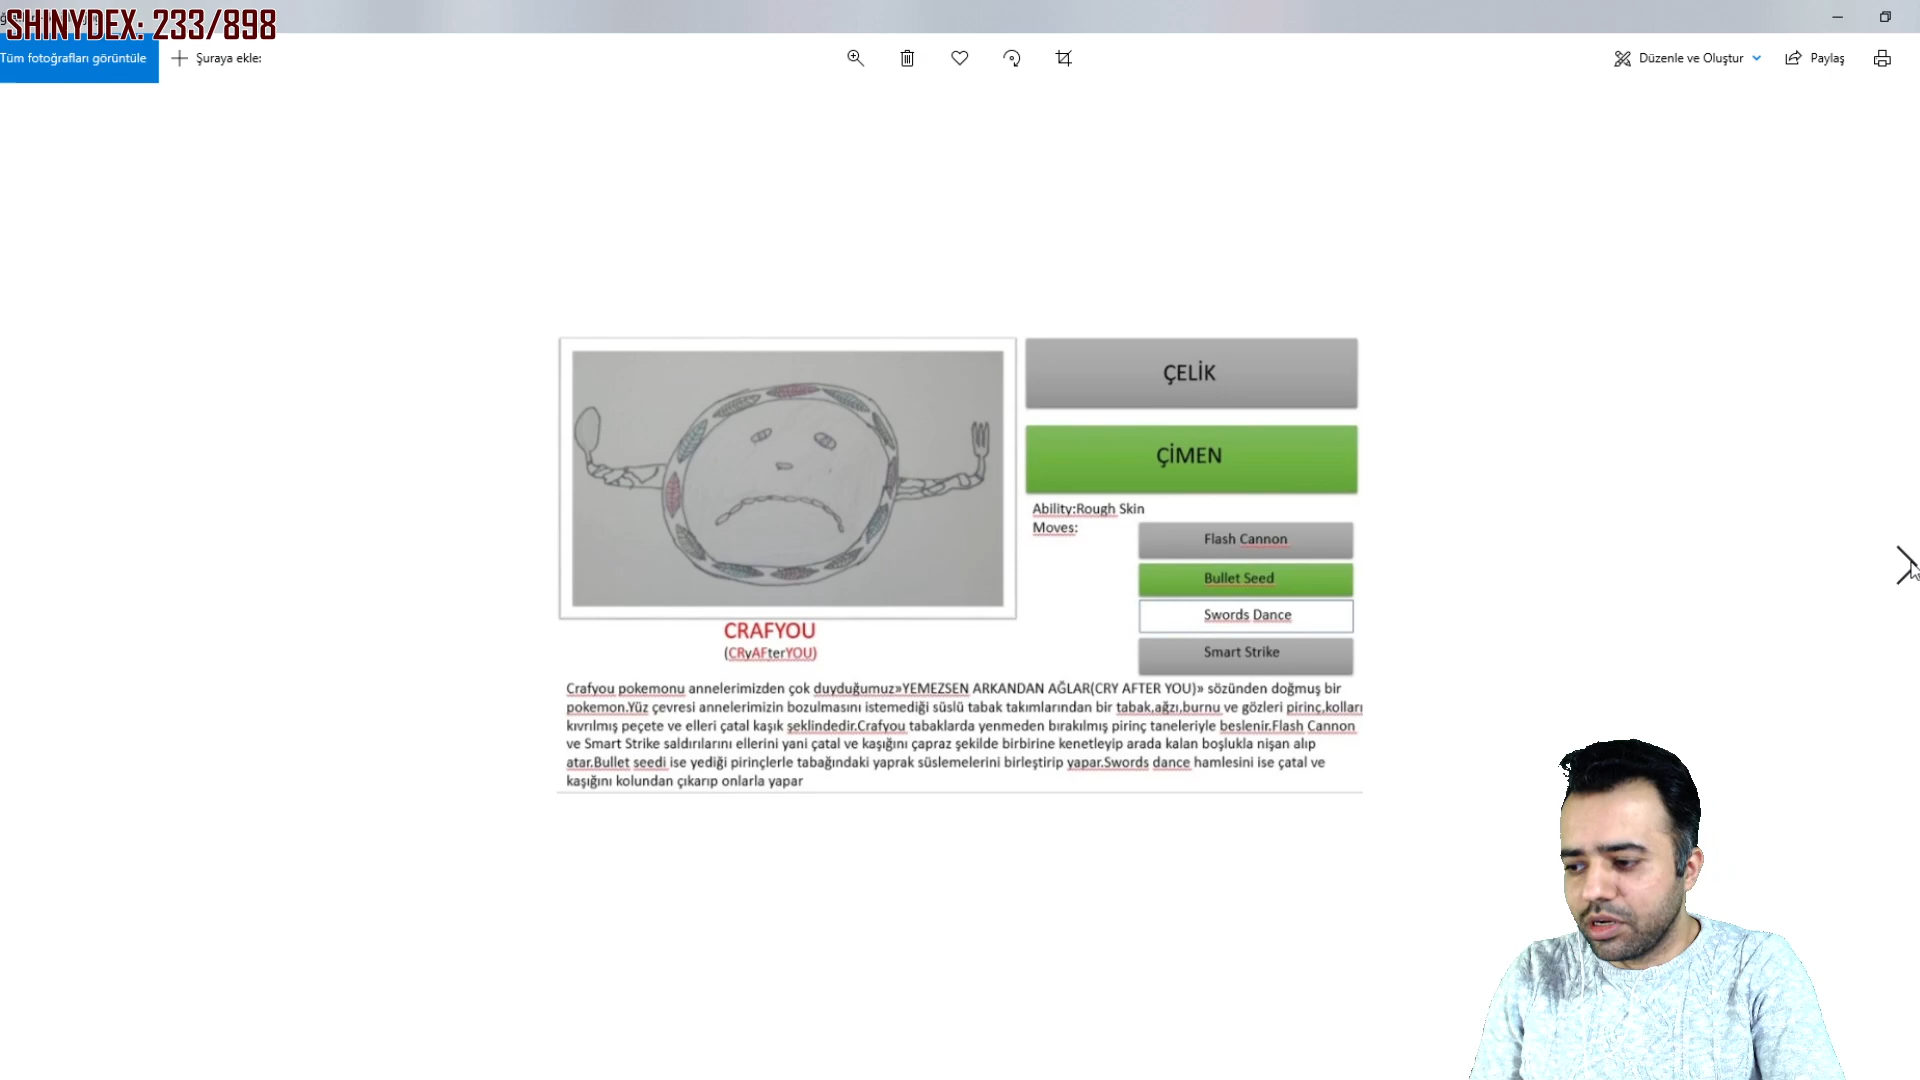 SHINYDEX: 233/898
Tüm fotoğrafları görüntüle
Şuraya ekle:
Düzenle ve Oluştur
Paylaş
ÇELİK
ÇİMEN
Ability:Rough Skin
Moves:
Flash Cannon
Bullet Seed
Swords Dance
Smart Strike
CRAFYOU
(CRyAFterYOU)
Crafyou pokemonu annelerimizden çok duyduğumuz»YEMEZSEN ARKANDAN AĞLAR(CRY AFTER YOU)» sözünden doğmuş bir
pokemon.Yüz çevresi annelerimizin bozulmasını istemediği süslü tabak takımlarından bir tabak,ağzı,burnu ve gözleri pirinç,kolları
kıvrılmış peçete ve elleri çatal kaşık şeklindedir.Crafyou tabaklarda yenmeden bırakılmış pirinç taneleriyle beslenir.Flash Cannon
ve Smart Strike saldırılarını ellerini yani çatal ve kaşığını çapraz şekilde birbirine kenetleyip arada kalan boşlukla nişan alıp
atar.Bullet seedi ise yediği pirinçlerle tabağındaki yaprak süslemelerini birleştirip yapar.Swords dance hamlesini ise çatal ve
kaşığını kolundan çıkarıp onlarla yapar